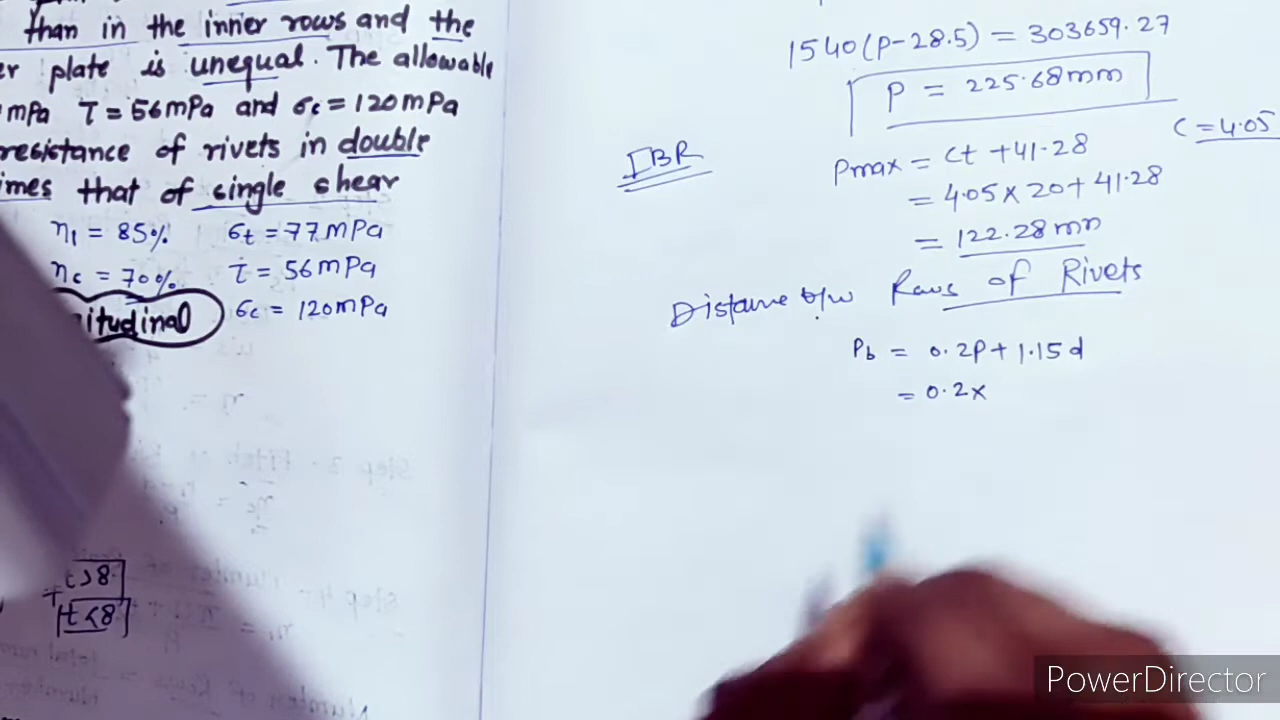 than in the inner rows and the
er plate is unequal. The allowable
mPa τ = 56 mPa and σc = 120 mPa
resistance of rivets in double
imes that of single shear
ηl = 85% σt = 77 MPa
ηc = 70% τ = 56 MPa
itudinal σc = 120 MPa
t>8
t<8
1540 (P-28.5) = 303659.27
P = 225.68mm
C = 4.05
IBR
Pmax = Ct + 41.28
= 4.05 × 20 + 41.28
= 122.28 mm
Distance b/w Rows of Rivets
Pb = 0.2P + 1.15 d
= 0.2 ×
PowerDirector